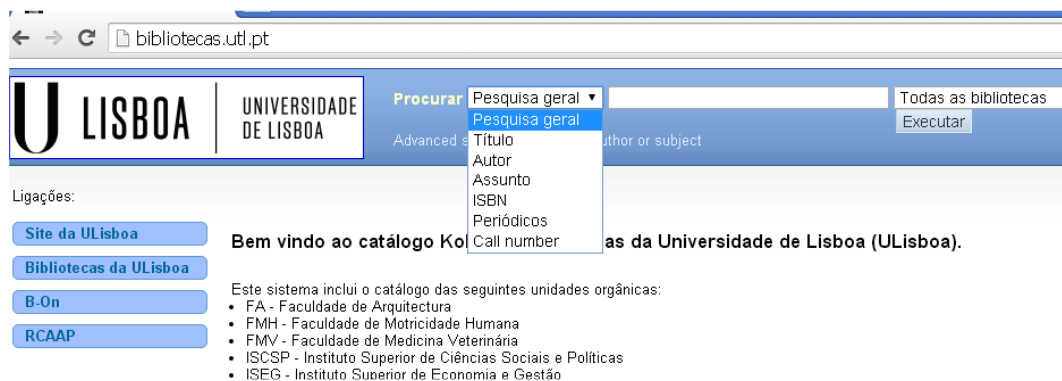 bibliotecas.utl.pt
U LISBOA
UNIVERSIDADE
DE LISBOA
Procurar Pesquisa geral Todas as bibliotecas
Pesquisa geral
Executar
Advanced s uthor or subject
Título
Autor
Assunto
ISBN
Periódicos
Call number
Ligações:
Site da ULisboa
Bibliotecas da ULisboa
B-On
RCAAP
Bem vindo ao catálogo Ko as da Universidade de Lisboa (ULisboa).
Este sistema inclui o catálogo das seguintes unidades orgânicas:
• FA - Faculdade de Arquitectura
• FMH - Faculdade de Motricidade Humana
• FMV - Faculdade de Medicina Veterinária
• ISCSP - Instituto Superior de Ciências Sociais e Políticas
• ISEG - Instituto Superior de Economia e Gestão